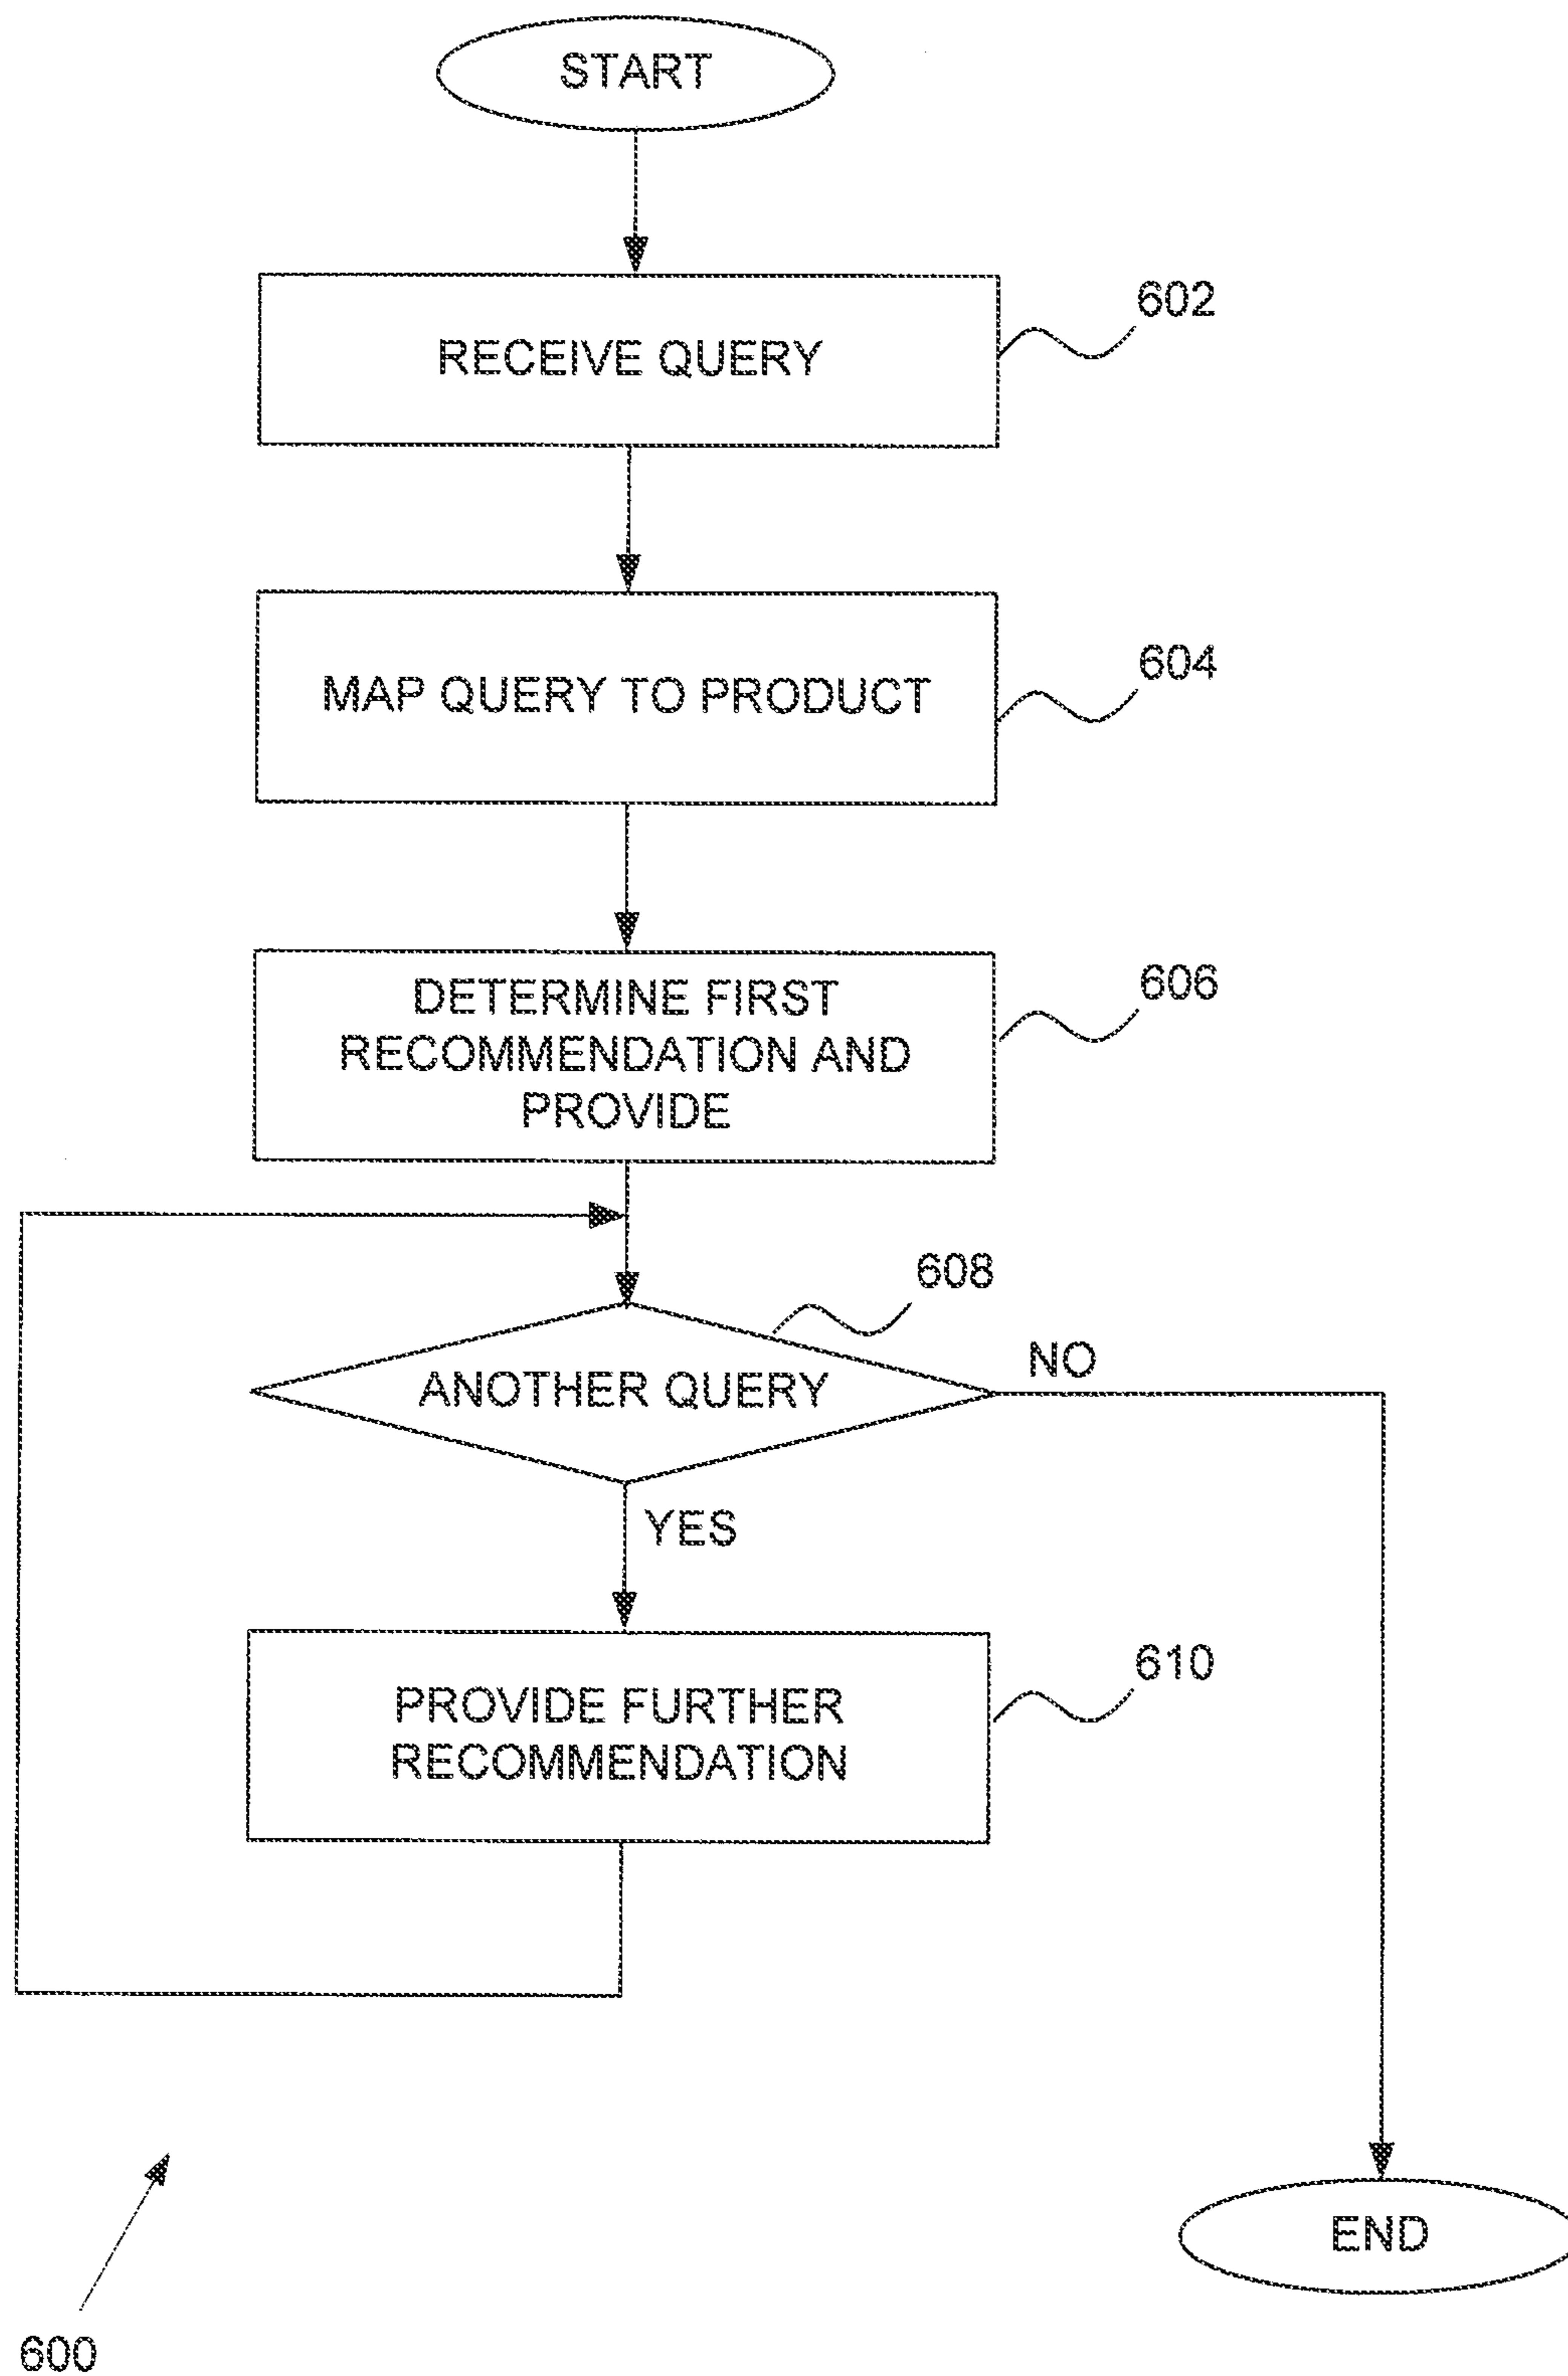 START
602
RECEIVE QUERY
604
MAP QUERY TO PRODUCT
606
DETERMINE FIRST
RECOMMENDATION AND
PROVIDE
608
NO
ANOTHER QUERY
YES
610
PROVIDE FURTHER
RECOMMENDATION
END
600